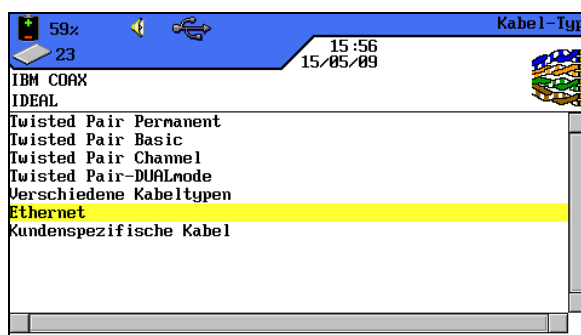 59%
Kabel-Typ
23
15:56
15/05/09
IBM COAX
IDEAL
Twisted Pair Permanent
Twisted Pair Basic
Twisted Pair Channel
Twisted Pair-DUALmode
Verschiedene Kabeltypen
Ethernet
Kundenspezifische Kabel